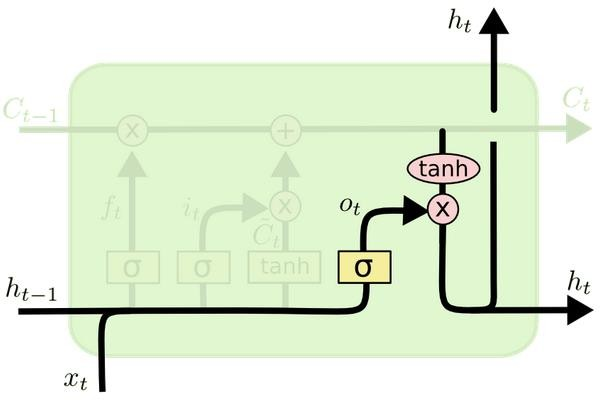 h_t
C_{t-1} x + C_t
tanh
f_t i_t x o_t x
C̃_t
σ σ tanh σ
h_{t-1} h_t
x_t